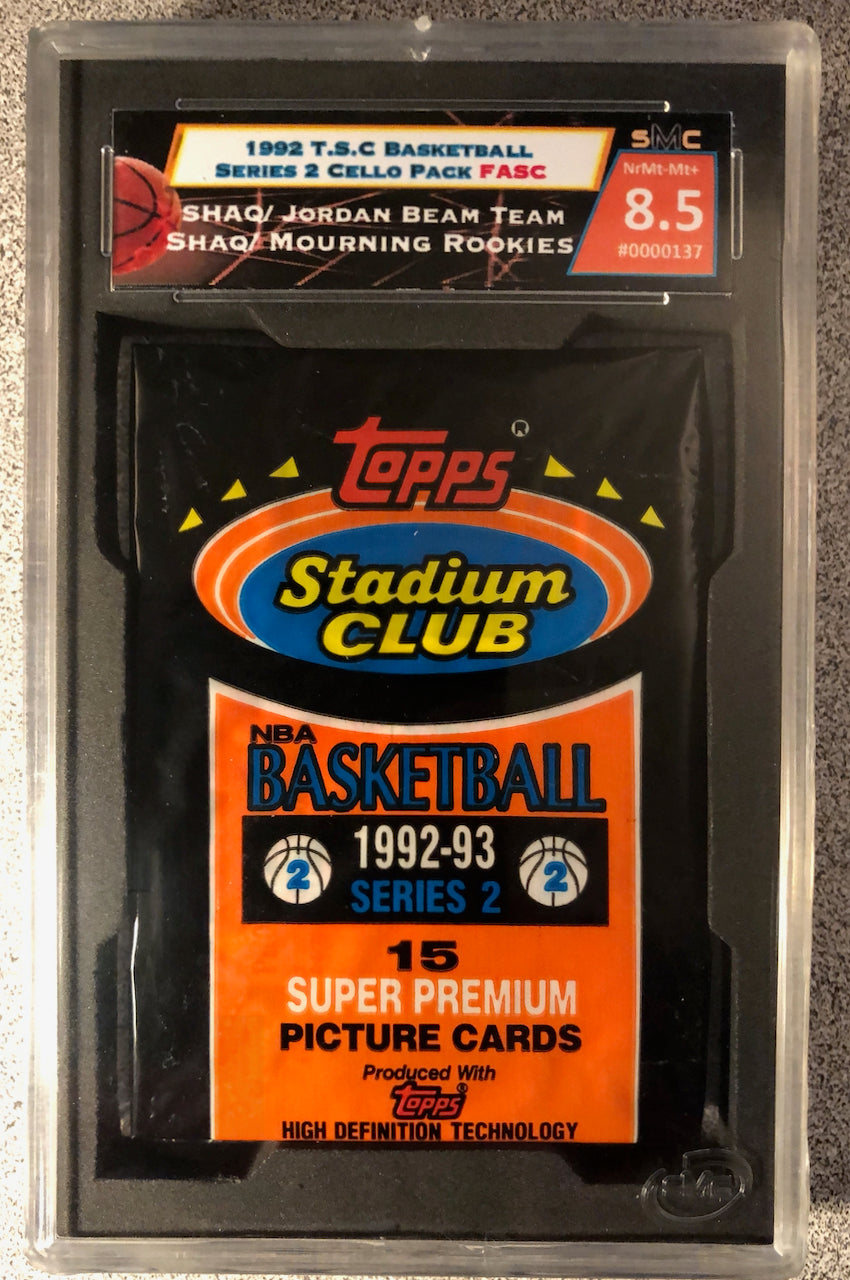 1992 T.S.C BASKETBALL
SERIES 2 CELLO PACK FASC
SHAQ/ JORDAN BEAM TEAM
SHAQ/ MOURNING ROOKIES
SMC
NrMt-Mt+
8.5
#0000137
Topps ®
Stadium
CLUB
NBA
BASKETBALL
2 1992-93 2
SERIES 2
15
SUPER PREMIUM
PICTURE CARDS
Produced With
Topps®
HIGH DEFINITION TECHNOLOGY